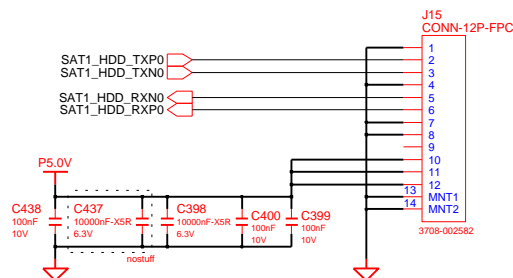 J15
CONN-12P-FPC
1
SAT1_HDD_TXP0 2
SAT1_HDD_TXN0 3
4
SAT1_HDD_RXN0 5
SAT1_HDD_RXP0 6
7
8
9
P5.0V 10
11
12
13 MNT1
14 MNT2
3708-002582
C438
100nF
10V
C437
10000nF-X5R
6.3V
nostuff
C398
10000nF-X5R
6.3V
C400
100nF
10V
C399
100nF
10V